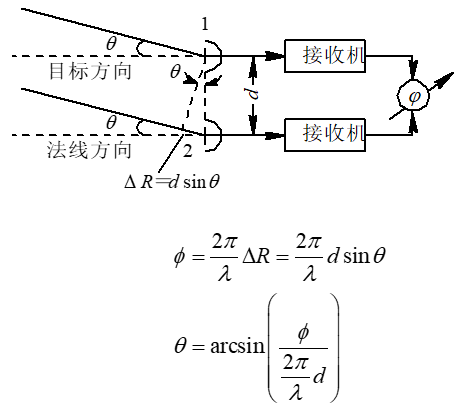 1
θ
接收机
目标方向
θ
d
φ
θ
接收机
法线方向
2
ΔR=d sinθ
ϕ = 2π/λ ΔR = 2π/λ d sinθ
θ = arcsin(ϕ / (2π/λ d))